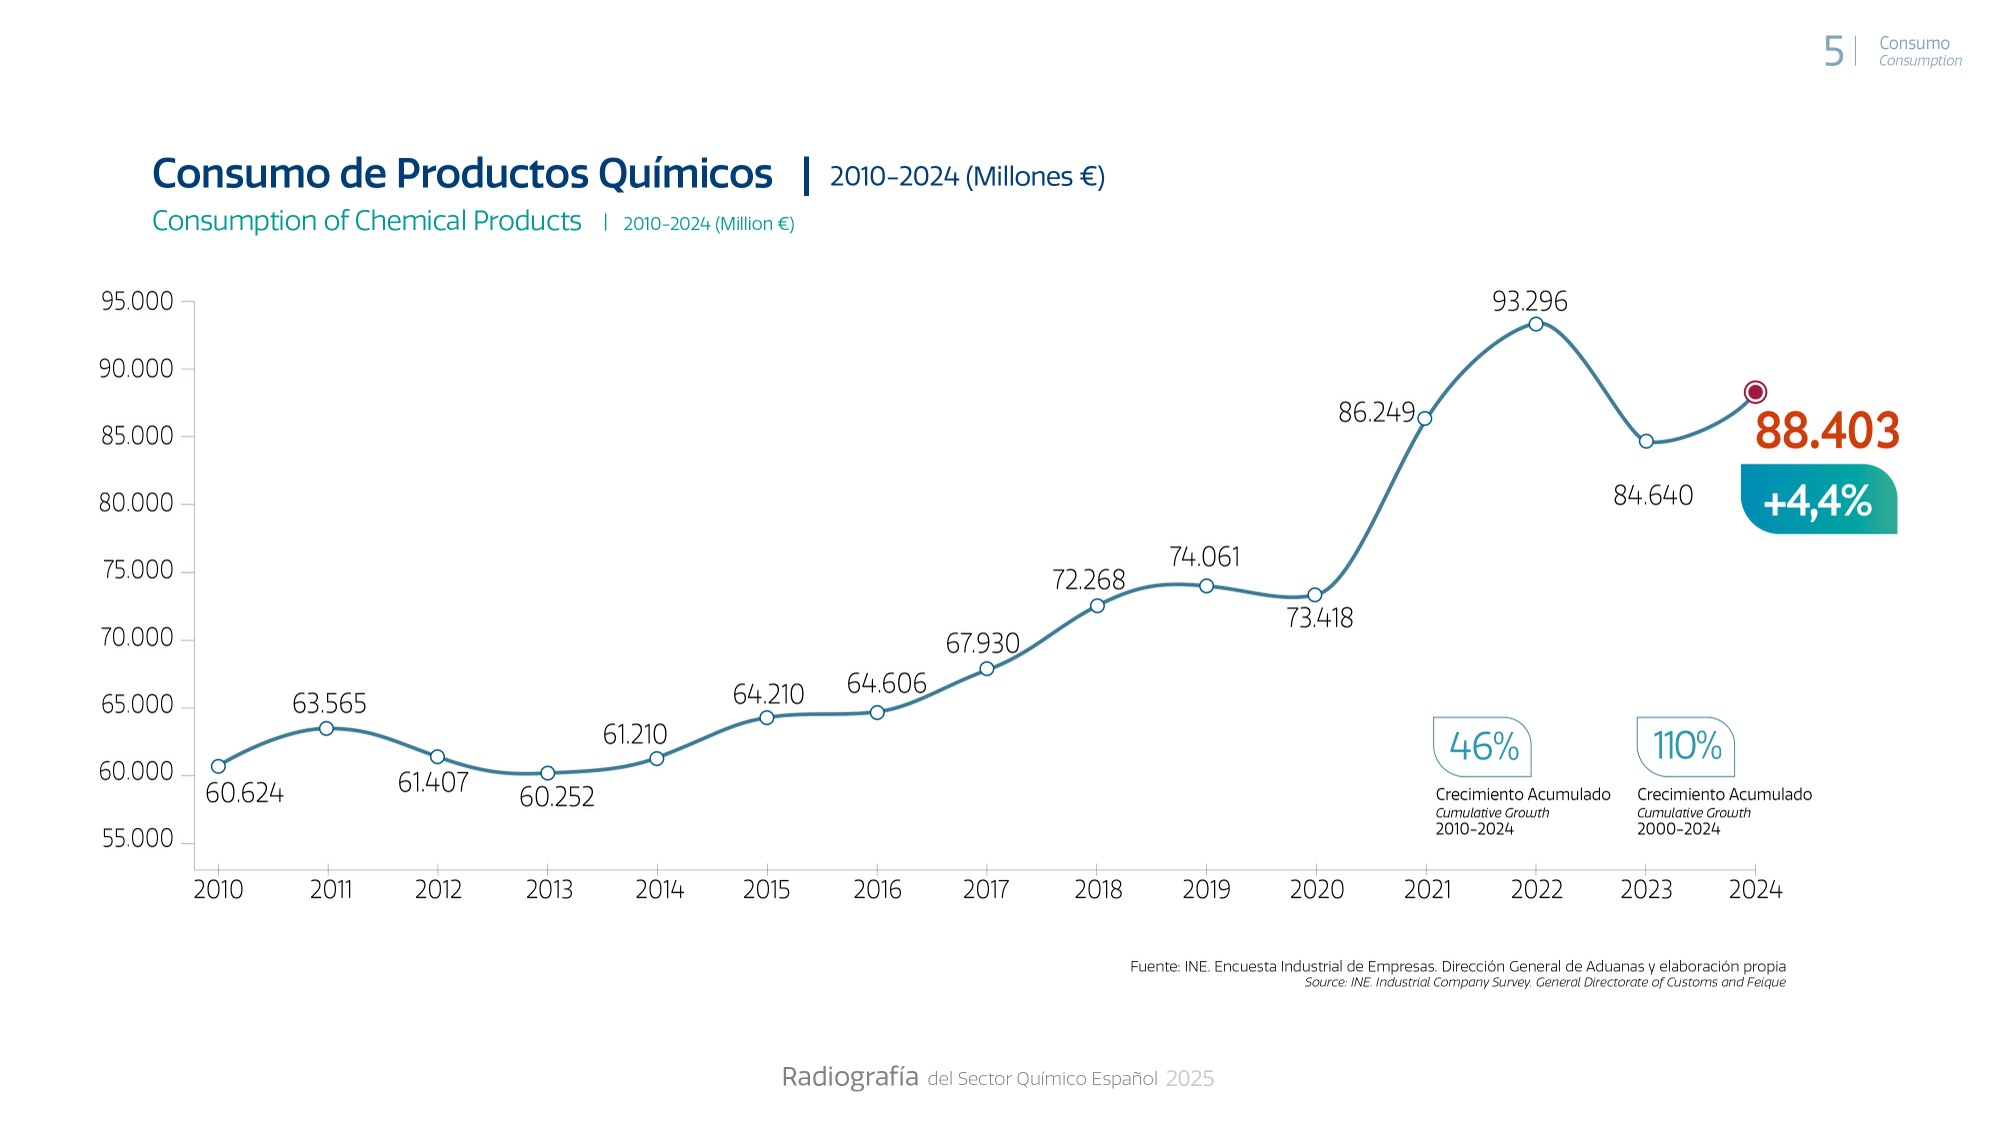 5 | Consumo
Consumption
Consumo de Productos Químicos | 2010-2024 (Millones €)
Consumption of Chemical Products | 2010-2024 (Million €)
95.000
90.000
85.000
80.000
75.000
70.000
65.000
60.000
55.000
60.624
63.565
61.407
60.252
61.210
64.210
64.606
67.930
72.268
74.061
73.418
86.249
93.296
84.640
88.403
+4,4%
46%
Crecimiento Acumulado
Cumulative Growth
2010-2024
110%
Crecimiento Acumulado
Cumulative Growth
2000-2024
2010 2011 2012 2013 2014 2015 2016 2017 2018 2019 2020 2021 2022 2023 2024
Fuente: INE. Encuesta Industrial de Empresas. Dirección General de Aduanas y elaboración propia
Source: INE. Industrial Company Survey. General Directorate of Customs and Feique
Radiografía del Sector Químico Español 2025